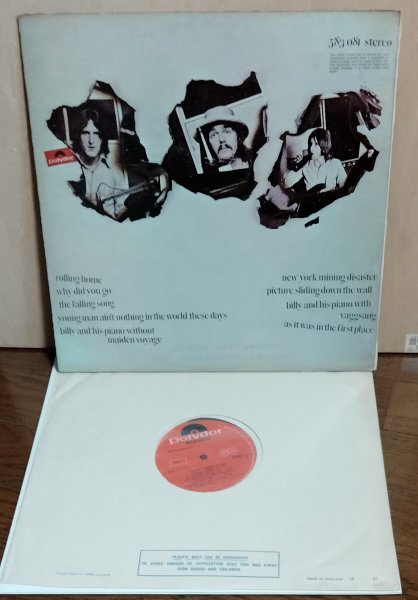 583 081 stereo
Polydor
rolling home
why did you go
the falling song
young man ain't nothing in the world these days
billy and his piano without
maiden voyage
new york mining disaster
picture sliding down the wall
billy and his piano with
vaggsang
as it was in the first place
Polydor
PLASTIC BAGS CAN BE DANGEROUS
TO AVOID DANGER OF SUFFOCATION KEEP THIS BAG AWAY
FROM BABIES AND CHILDREN.